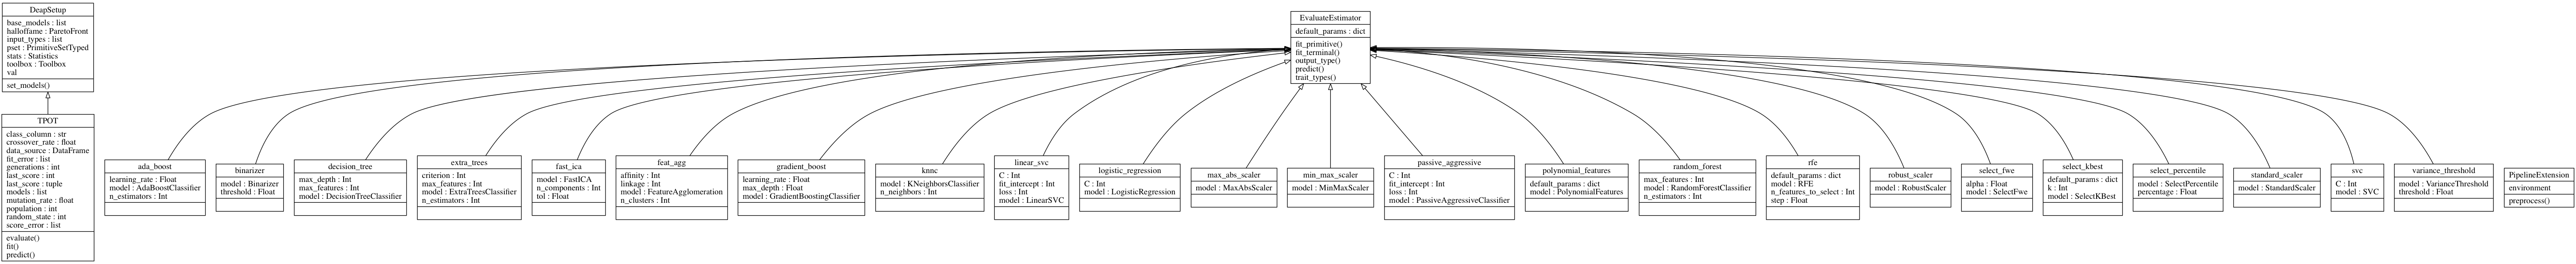 DeapSetup
base_models : list
halloffame : ParetoFront
input_types : list
pset : PrimitiveSetTyped
stats : Statistics
toolbox : Toolbox
val
set_models()
EvaluateEstimator
default_params : dict
fit_primitive()
fit_terminal()
output_type()
predict()
trait_types()
TPOT
class_column : str
crossover_rate : float
data_source : DataFrame
fit_error : list
generations : int
last_score : int
last_score : tuple
models : list
mutation_rate : float
population : int
random_state : int
score_error : list
evaluate()
fit()
predict()
ada_boost
learning_rate : Float
model : AdaBoostClassifier
n_estimators : Int
binarizer
model : Binarizer
threshold : Float
decision_tree
max_depth : Int
max_features : Int
model : DecisionTreeClassifier
extra_trees
criterion : Int
max_features : Int
model : ExtraTreesClassifier
n_estimators : Int
fast_ica
model : FastICA
n_components : Int
tol : Float
feat_agg
affinity : Int
linkage : Int
model : FeatureAgglomeration
n_clusters : Int
gradient_boost
learning_rate : Float
max_depth : Float
model : GradientBoostingClassifier
knnc
model : KNeighborsClassifier
n_neighbors : Int
linear_svc
C : Int
fit_intercept : Int
loss : Int
model : LinearSVC
logistic_regression
C : Int
model : LogisticRegression
max_abs_scaler
model : MaxAbsScaler
min_max_scaler
model : MinMaxScaler
passive_aggressive
C : Int
fit_intercept : Int
loss : Int
model : PassiveAggressiveClassifier
polynomial_features
default_params : dict
model : PolynomialFeatures
random_forest
max_features : Int
model : RandomForestClassifier
n_estimators : Int
rfe
default_params : dict
model : RFE
n_features_to_select : Int
step : Float
robust_scaler
model : RobustScaler
select_fwe
alpha : Float
model : SelectFwe
select_kbest
default_params : dict
k : Int
model : SelectKBest
select_percentile
model : SelectPercentile
percentage : Float
standard_scaler
model : StandardScaler
svc
C : Int
model : SVC
variance_threshold
model : VarianceThreshold
threshold : Float
PipelineExtension
environment
preprocess()